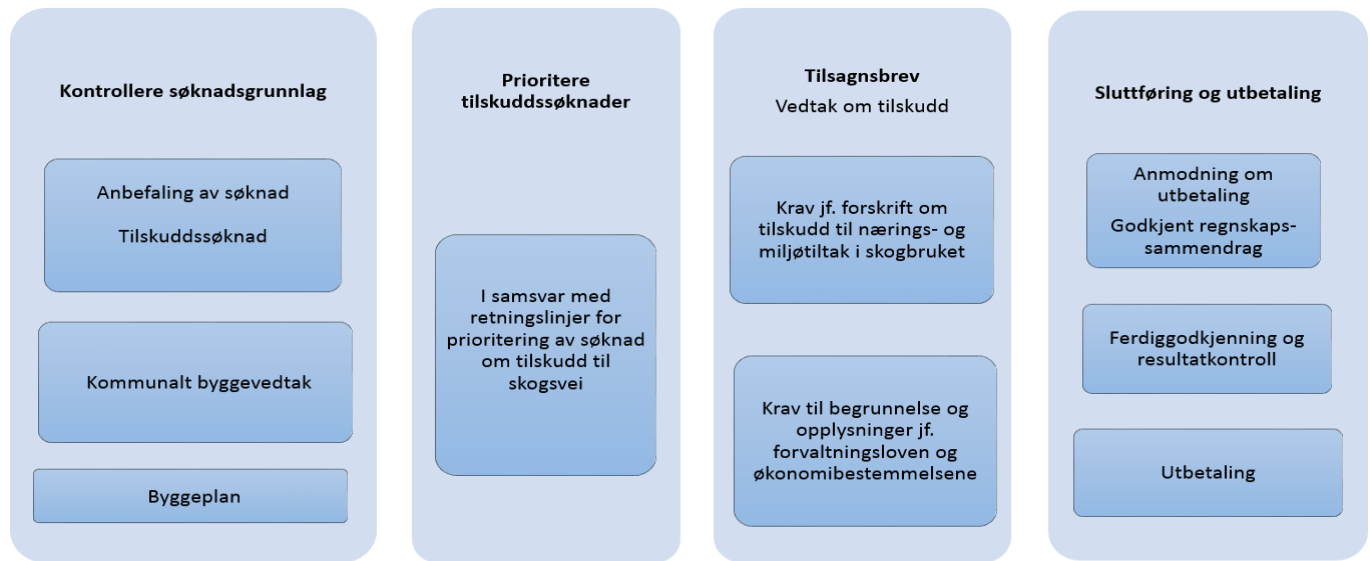 Kontrollere søknadsgrunnlag
Anbefaling av søknad
Tilskuddssøknad
Kommunalt byggevedtak
Byggeplan
Prioritere
tilskuddssøknader
I samsvar med
retningslinjer for
prioritering av søknad
om tilskudd til
skogsvei
Tilsagnsbrev
Vedtak om tilskudd
Krav jf. forskrift om
tilskudd til nærings- og
miljøtiltak i skogbruket
Krav til begrunnelse og
opplysninger jf.
forvaltningsloven og
økonomibestemmelsene
Sluttføring og utbetaling
Anmodning om
utbetaling
Godkjent regnskaps-
sammendrag
Ferdiggodkjenning og
resultatkontroll
Utbetaling